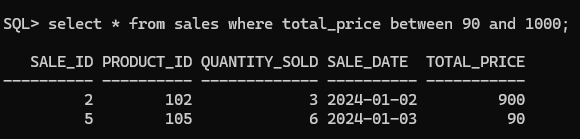 SQL> select * from sales where total_price between 90 and 1000;
   SALE_ID PRODUCT_ID QUANTITY_SOLD SALE_DATE  TOTAL_PRICE
---------- ---------- ------------- ---------- -----------
         2        102             3 2024-01-02         900
         5        105             6 2024-01-03          90